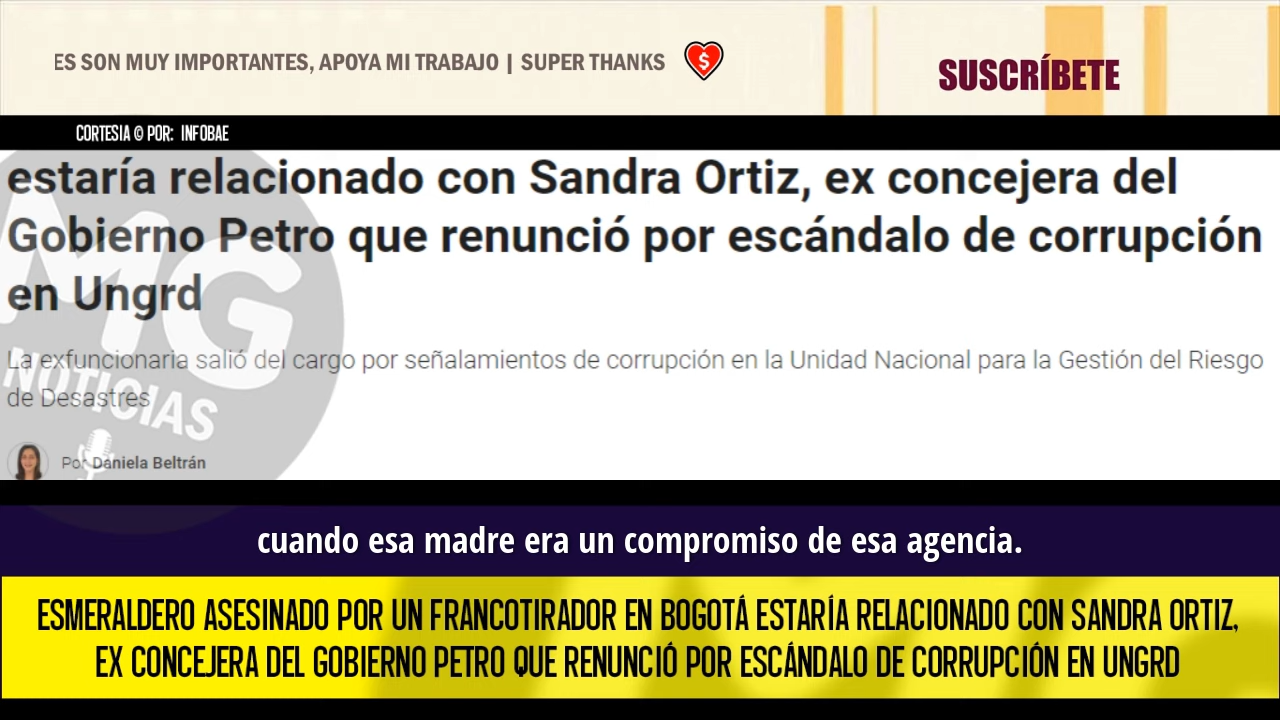 ES SON MUY IMPORTANTES, APOYA MI TRABAJO | SUPER THANKS
SUSCRÍBETE
CORTESIA © POR: INFOBAE
estaría relacionado con Sandra Ortiz, ex concejera del
Gobierno Petro que renunció por escándalo de corrupción
en Ungrd
La exfuncionaria salió del cargo por señalamientos de corrupción en la Unidad Nacional para la Gestión del Riesgo
de Desastres
Por Daniela Beltrán
MG
NOTICIAS
cuando esa madre era un compromiso de esa agencia.
ESMERALDERO ASESINADO POR UN FRANCOTIRADOR EN BOGOTÁ ESTARÍA RELACIONADO CON SANDRA ORTIZ,
EX CONCEJERA DEL GOBIERNO PETRO QUE RENUNCIÓ POR ESCÁNDALO DE CORRUPCIÓN EN UNGRD